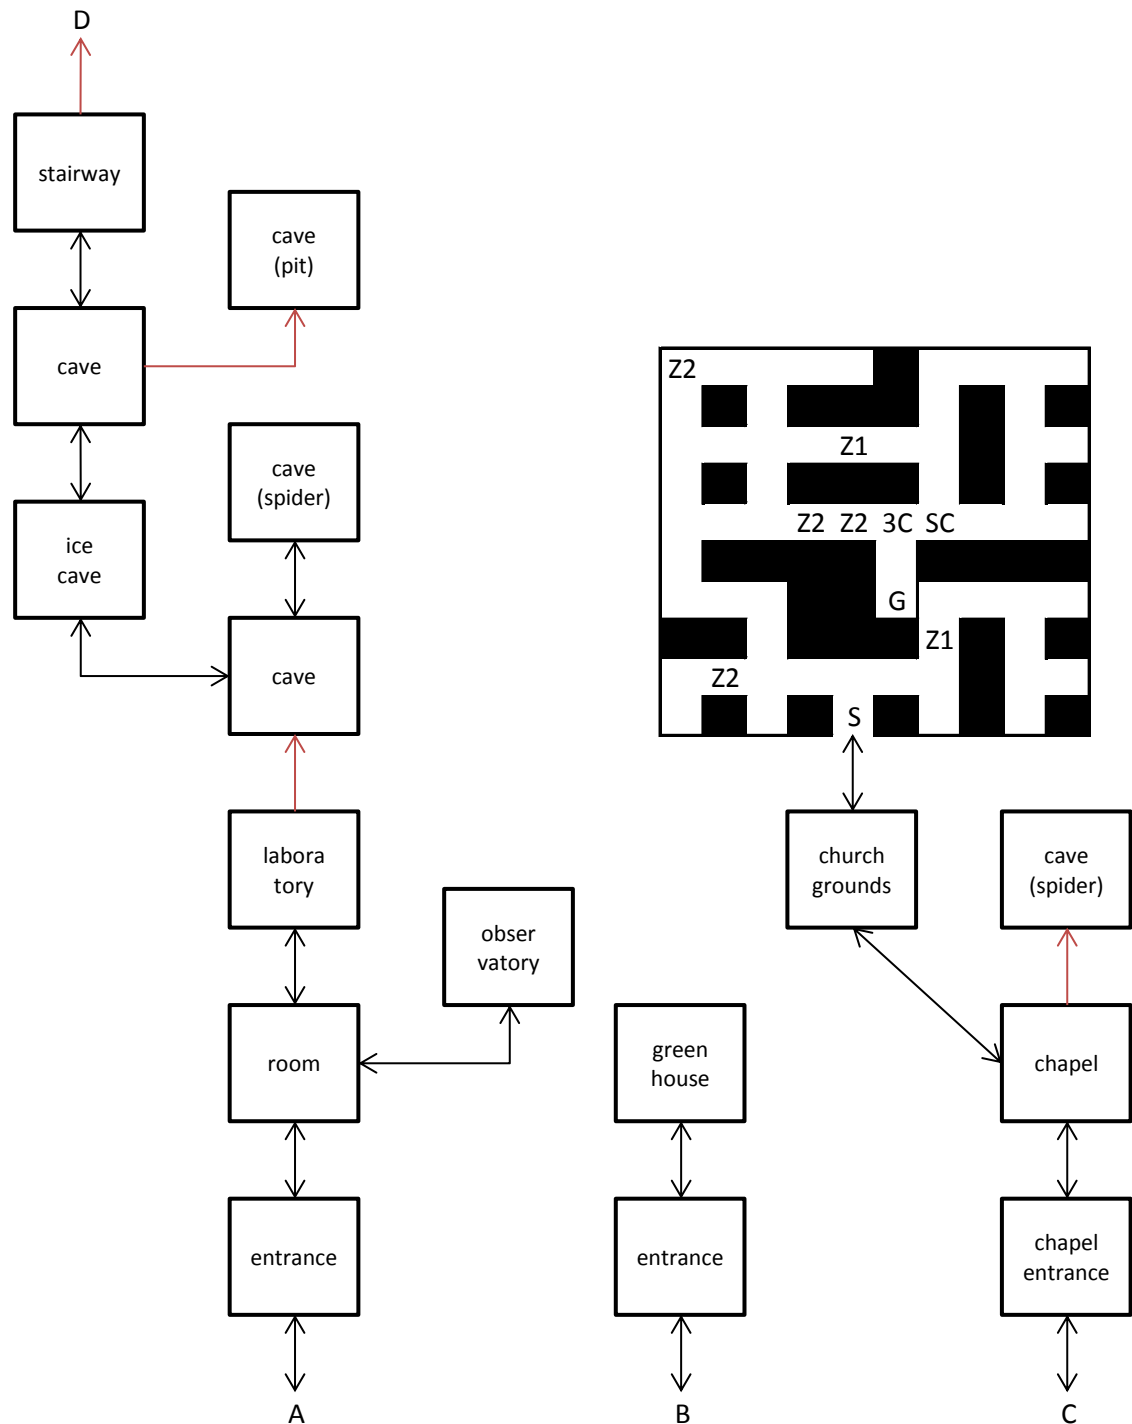 D
stairway
cave
(pit)
cave
Z2
Z1
cave
(spider)
Z2 Z2 3C SC
ice
cave
G
Z1
cave
Z2
S
labora
tory
church
grounds
cave
(spider)
obser
vatory
room
green
house
chapel
entrance
entrance
chapel
entrance
A
B
C